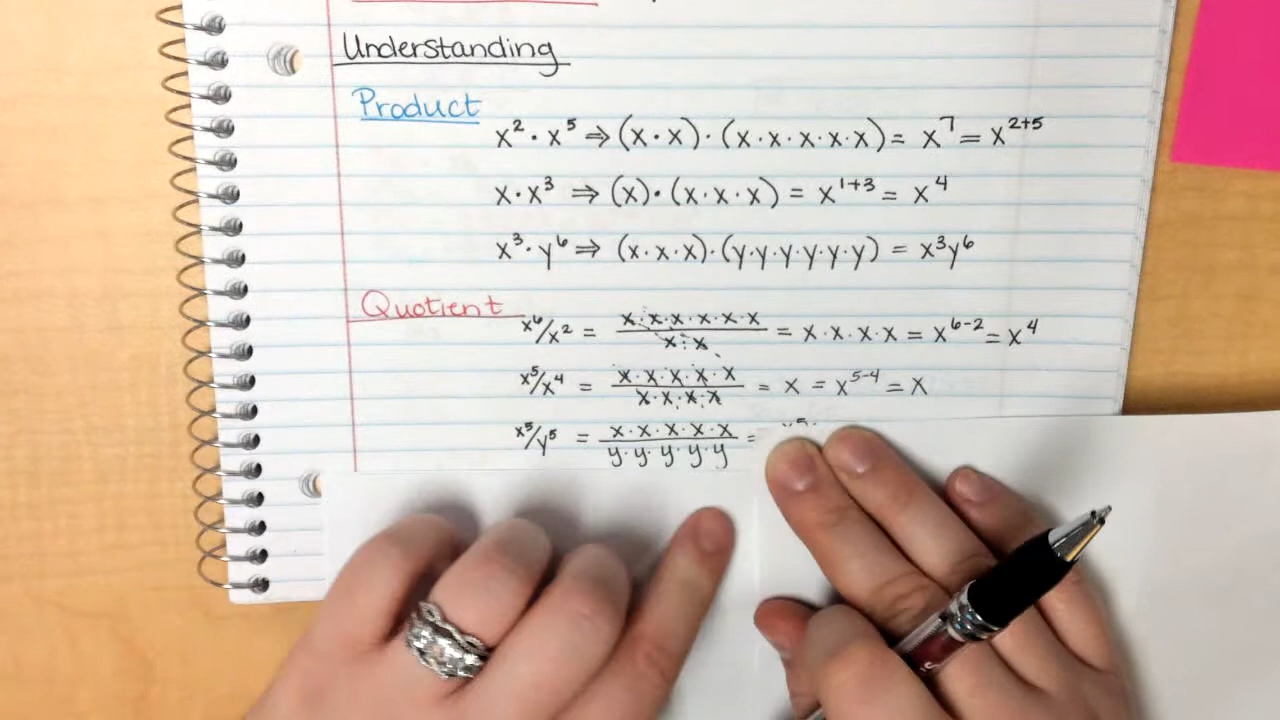 Understanding
Product
x² · x⁵ ⇒ (x · x) · (x · x · x · x · x) = x⁷ = x²⁺⁵
x · x³ ⇒ (x) · (x · x · x) = x¹⁺³ = x⁴
x³ · y⁶ ⇒ (x · x · x) · (y · y · y · y · y · y) = x³y⁶
Quotient
x⁶/x² = x · x · x · x · x · x / x · x = x · x · x · x = x⁶⁻² = x⁴
x⁵/x⁴ = x · x · x · x · x / x · x · x · x = x = x⁵⁻⁴ = x
x⁵/y⁵ = x · x · x · x · x / y · y · y · y · y =